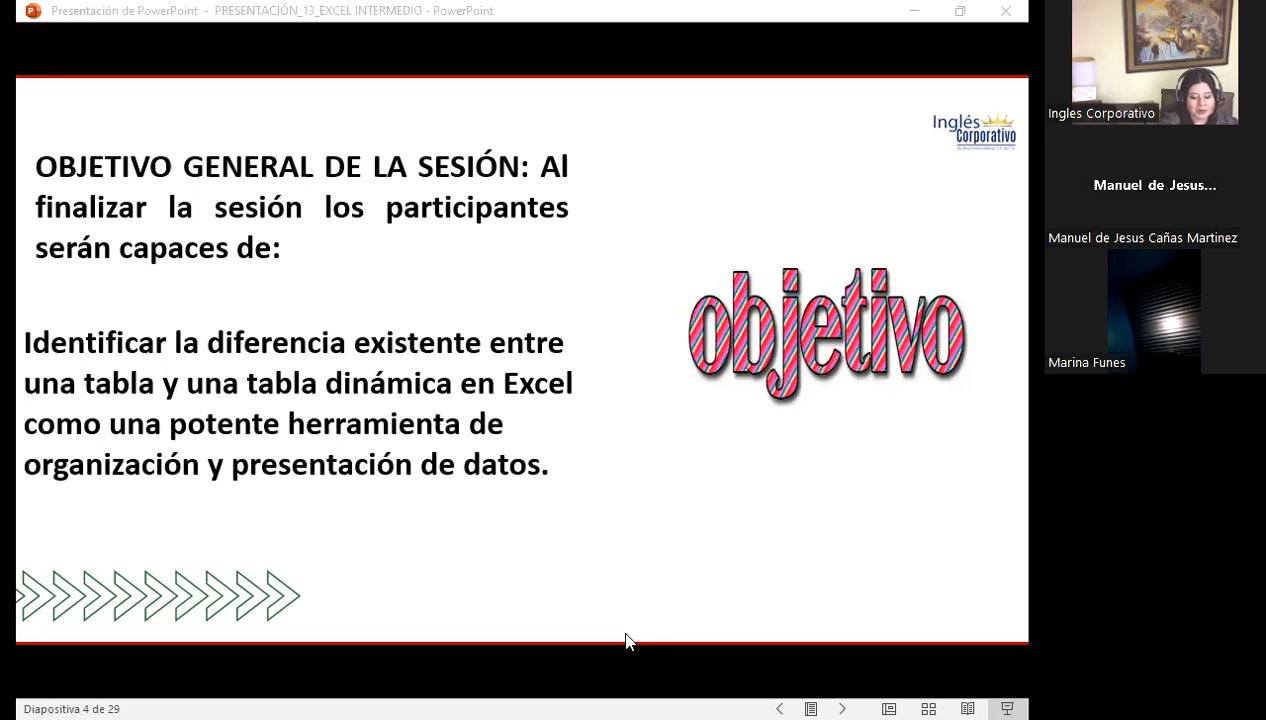 Presentación de PowerPoint - PRESENTACIÓN_13_EXCEL INTERMEDIO - PowerPoint
Inglés
Corporativo
OBJETIVO GENERAL DE LA SESIÓN: Al
finalizar la sesión los participantes
serán capaces de:
Identificar la diferencia existente entre
una tabla y una tabla dinámica en Excel
como una potente herramienta de
organización y presentación de datos.
objetivo
Diapositiva 4 de 29
Ingles Corporativo
Manuel de Jesus...
Manuel de Jesus Cañas Martinez
Marina Funes